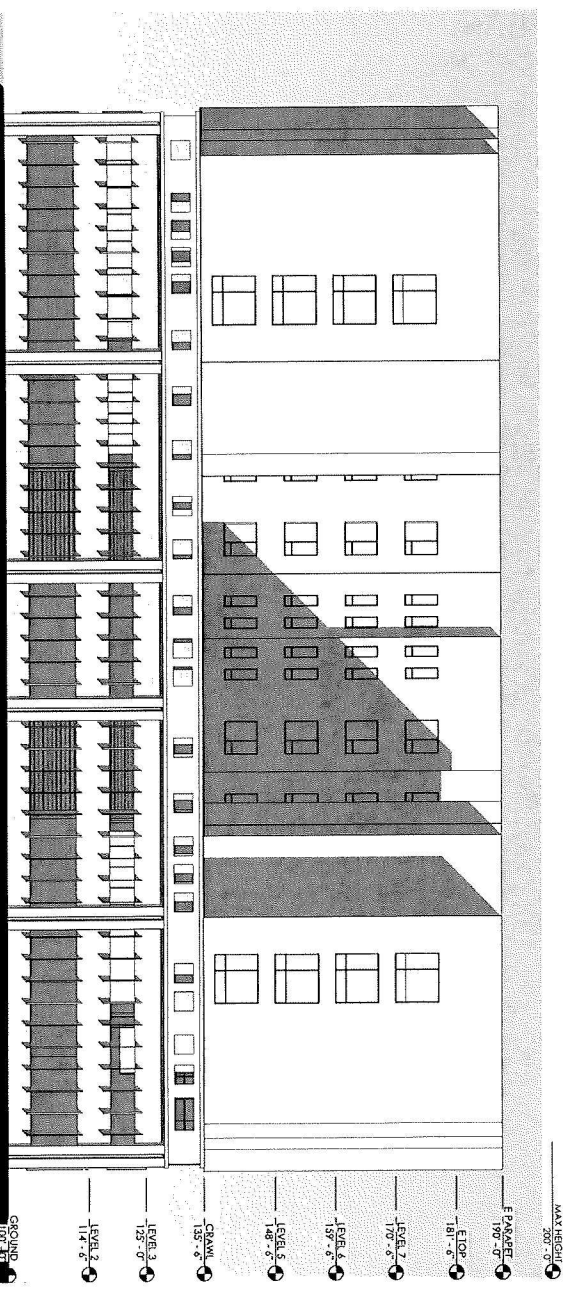 MAX HEIGHT
200' - 0"
E PARAPET
190' - 0"
E TOP
181' - 6"
LEVEL 7
170' - 6"
LEVEL 6
159' - 6"
LEVEL 5
148' - 6"
CRAWL
135' - 6"
LEVEL 3
125' - 0"
LEVEL 2
114' - 6"
GROUND